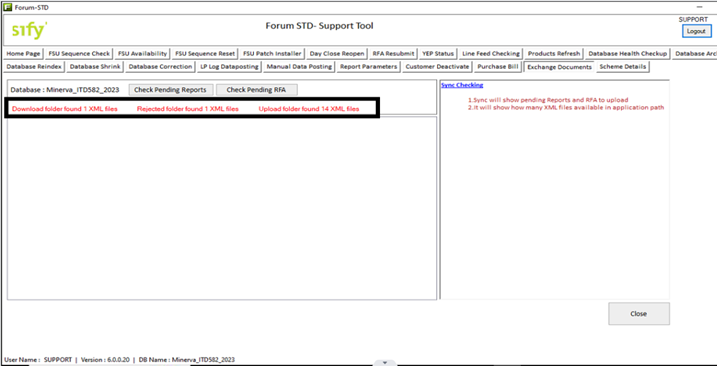 Forum-STD
sify
Forum STD- Support Tool
SUPPORT
Logout
Home Page FSU Sequence Check FSU Availability FSU Sequence Reset FSU Patch Installer Day Close Reopen RFA Resubmit YEP Status Line Feed Checking Products Refresh Database Health Checkup Database Arc
Database Reindex Database Shrink Database Correction LP Log Dataposting Manual Data Posting Report Parameters Customer Deactivate Purchase Bill Exchange Documents Scheme Details
Database : Minerva_ITD582_2023 Check Pending Reports Check Pending RFA
Download folder found 1 XML files Rejected folder found 1 XML files Upload folder found 14 XML files
Sync Checking
1.Sync will show pending Reports and RFA to upload
2.It will show how many XML files available in application path
Close
User Name : SUPPORT | Version : 6.0.0.20 | DB Name : Minerva_ITD582_2023